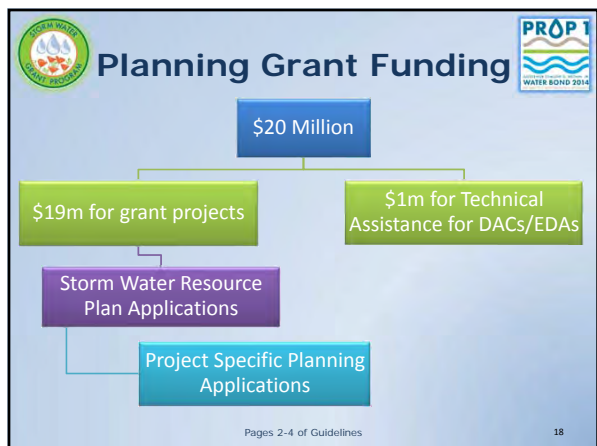 STORM WATER
GRANT PROGRAM
Planning Grant Funding
PROP 1
WATER BOND 2014
$20 Million
$19m for grant projects
$1m for Technical
Assistance for DACs/EDAs
Storm Water Resource
Plan Applications
Project Specific Planning
Applications
Pages 2-4 of Guidelines
18